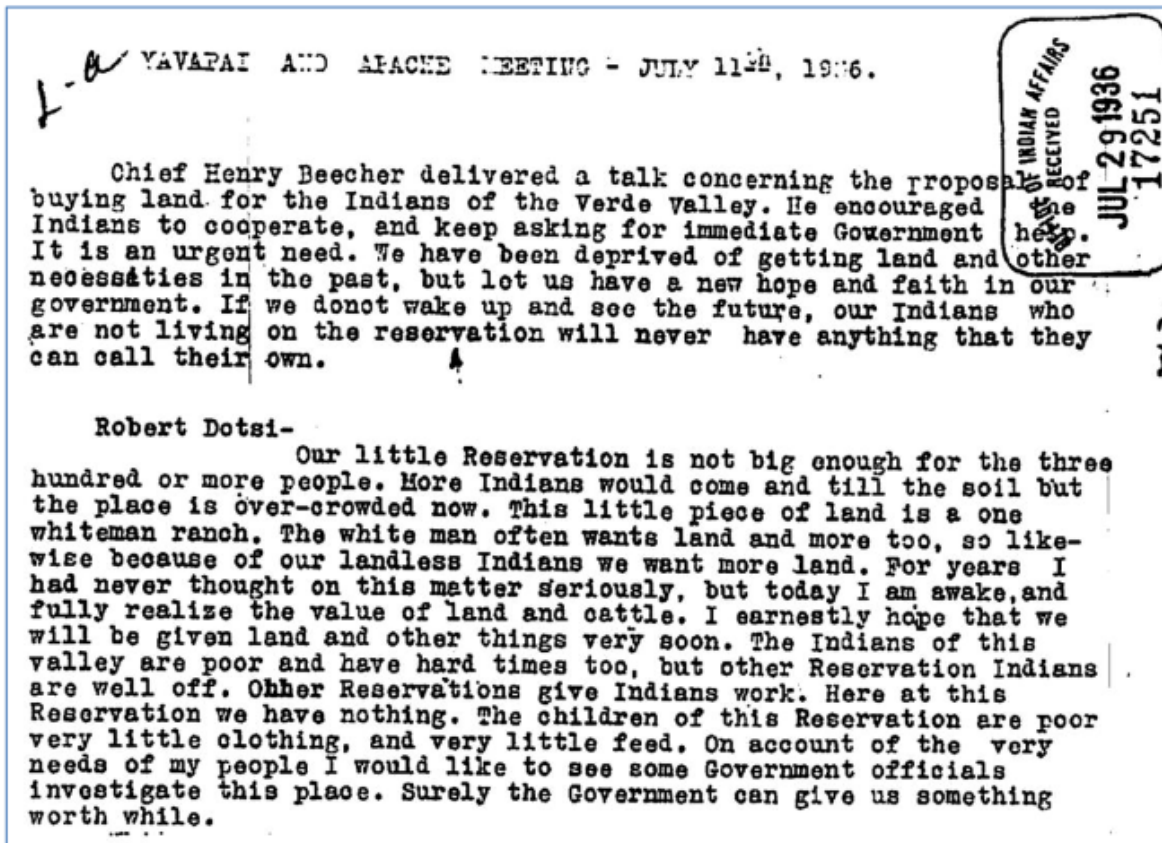 YAVAPAI AND APACHE MEETING - JULY 11th, 1936.
OFFICE OF INDIAN AFFAIRS
RECEIVED
JUL 29 1936
17251
Chief Henry Beecher delivered a talk concerning the proposal of
buying land for the Indians of the Verde Valley. He encouraged the
Indians to cooperate, and keep asking for immediate Government help.
It is an urgent need. We have been deprived of getting land and other
necessities in the past, but let us have a new hope and faith in our
government. If we donot wake up and see the future, our Indians who
are not living on the reservation will never have anything that they
can call their own.
Robert Dotsi-
Our little Reservation is not big enough for the three
hundred or more people. More Indians would come and till the soil but
the place is over-crowded now. This little piece of land is a one
whiteman ranch. The white man often wants land and more too, so like-
wise because of our landless Indians we want more land. For years I
had never thought on this matter seriously, but today I am awake,and
fully realize the value of land and cattle. I earnestly hope that we
will be given land and other things very soon. The Indians of this
valley are poor and have hard times too, but other Reservation Indians
are well off. Ohher Reservations give Indians work. Here at this
Reservation we have nothing. The children of this Reservation are poor
very little clothing, and very little feed. On account of the very
needs of my people I would like to see some Government officials
investigate this place. Surely the Government can give us something
worth while.